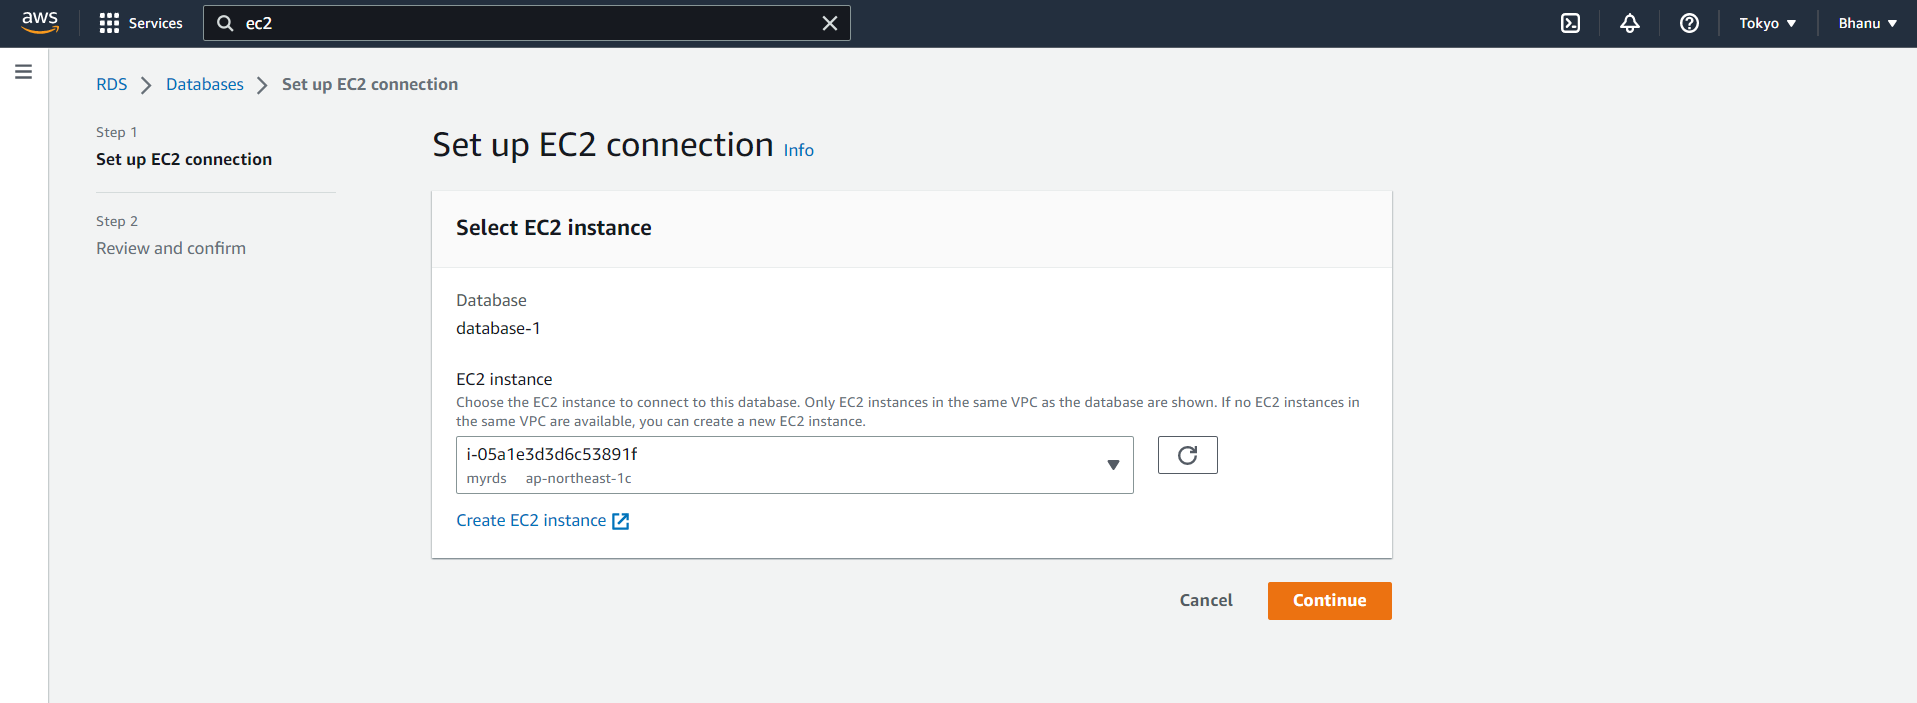 aws
Services
ec2
Tokyo
Bhanu
RDS
Databases
Set up EC2 connection
Step 1
Set up EC2 connection
Step 2
Review and confirm
Set up EC2 connection Info
Select EC2 instance
Database
database-1
EC2 instance
Choose the EC2 instance to connect to this database. Only EC2 instances in the same VPC as the database are shown. If no EC2 instances in
the same VPC are available, you can create a new EC2 instance.
i-05a1e3d3d6c53891f
myrds ap-northeast-1c
Create EC2 instance
Cancel
Continue